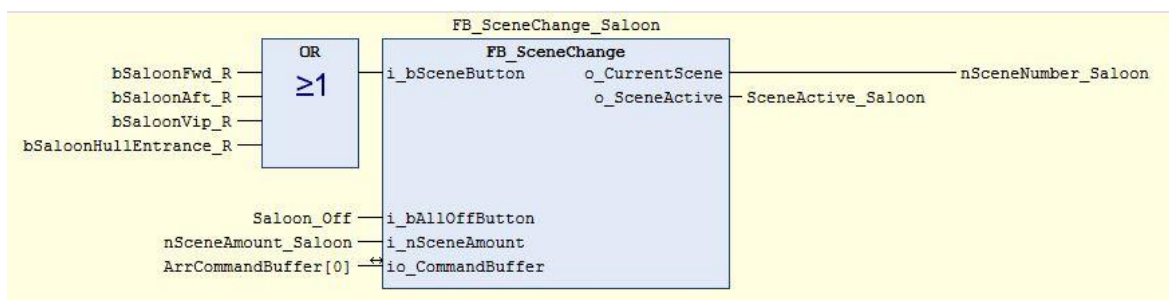 FB_SceneChange_Saloon
OR
FB_SceneChange
bSaloonFwd_R
≥1
i_bSceneButton
o_CurrentScene
nSceneNumber_Saloon
bSaloonAft_R
o_SceneActive
SceneActive_Saloon
bSaloonVip_R
bSaloonHullEntrance_R
Saloon_Off
i_bAllOffButton
nSceneAmount_Saloon
i_nSceneAmount
ArrCommandBuffer[0]
io_CommandBuffer